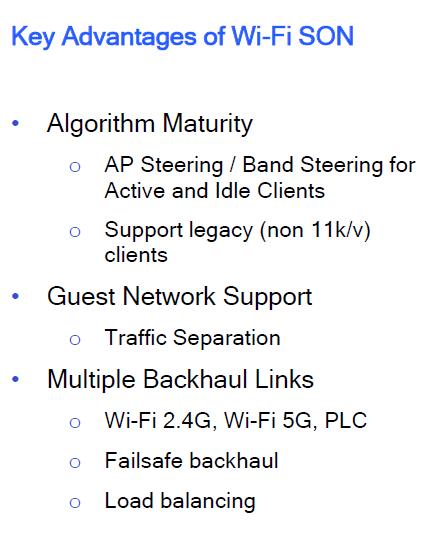 Key Advantages of Wi-Fi SON
• Algorithm Maturity
o AP Steering / Band Steering for
Active and Idle Clients
o Support legacy (non 11k/v)
clients
• Guest Network Support
o Traffic Separation
• Multiple Backhaul Links
o Wi-Fi 2.4G, Wi-Fi 5G, PLC
o Failsafe backhaul
o Load balancing